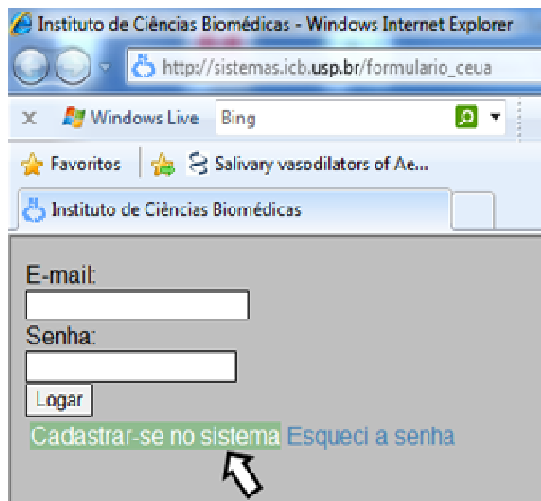 Instituto de Ciências Biomédicas - Windows Internet Explorer
http://sistemas.icb.usp.br/formulario_ceua
x Windows Live Bing
Favoritos Salivary vasodilators of Ae...
Instituto de Ciências Biomédicas
E-mail:
Senha:
Logar
Cadastrar-se no sistema Esqueci a senha